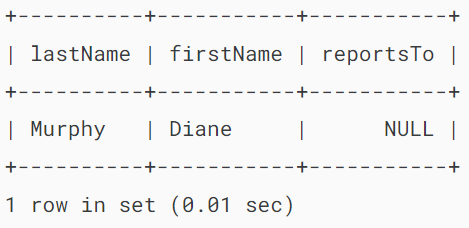 +----------+-----------+-----------+
| lastName | firstName | reportsTo |
+----------+-----------+-----------+
| Murphy   | Diane     |      NULL |
+----------+-----------+-----------+
1 row in set (0.01 sec)